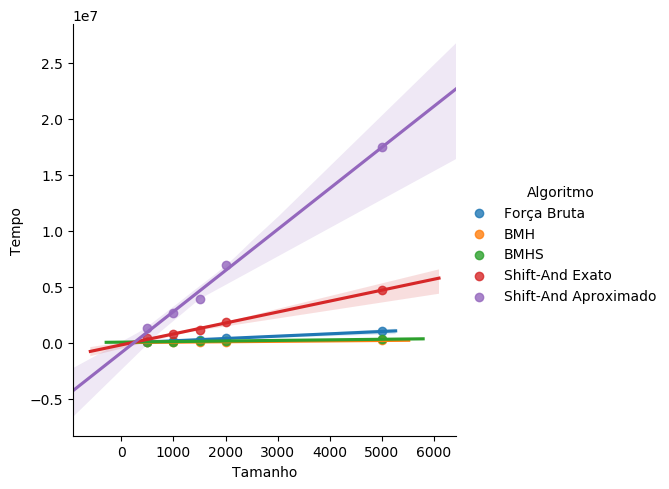 1e7
2.5
2.0
1.5
1.0
0.5
0.0
−0.5
Tempo
0 1000 2000 3000 4000 5000 6000
Tamanho
Algoritmo
Força Bruta
BMH
BMHS
Shift-And Exato
Shift-And Aproximado